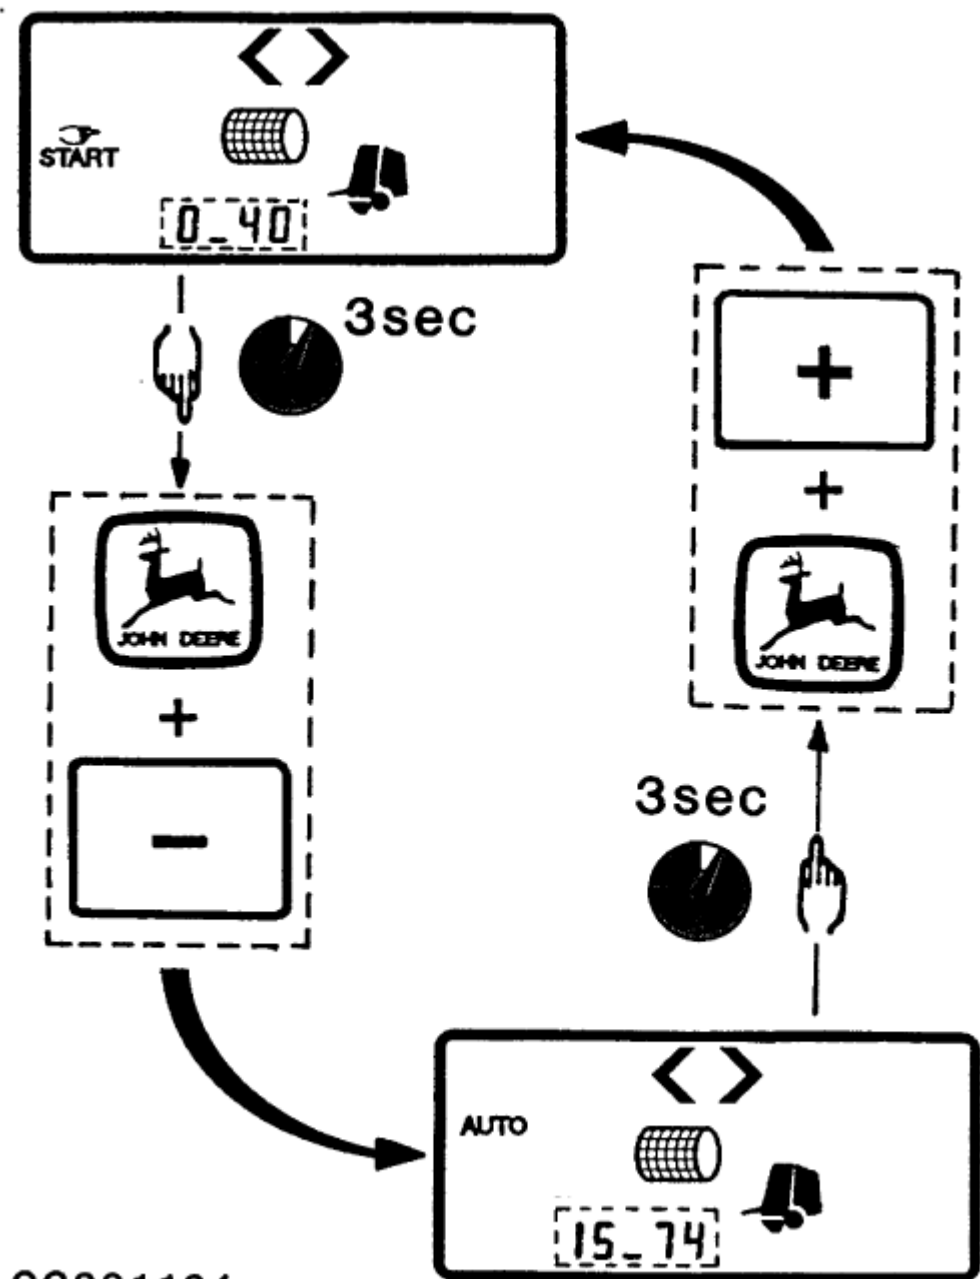 START
0_40
3sec
+
+
JOHN DEERE
+
JOHN DEERE
−
3sec
AUTO
15_74